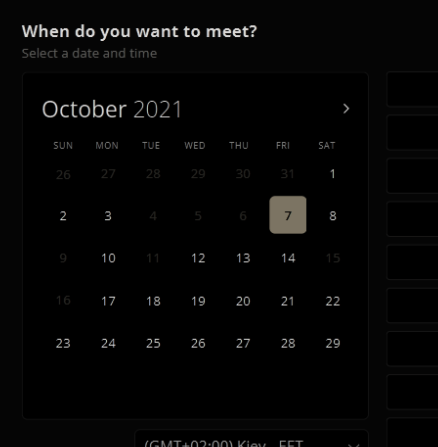 When do you want to meet?
Select a date and time
October 2021
SUN MON TUE WED THU FRI SAT
26 27 28 29 30 31 1
2 3 4 5 6 7 8
9 10 11 12 13 14 15
16 17 18 19 20 21 22
23 24 25 26 27 28 29
(GMT+02:00) Kiev - EET